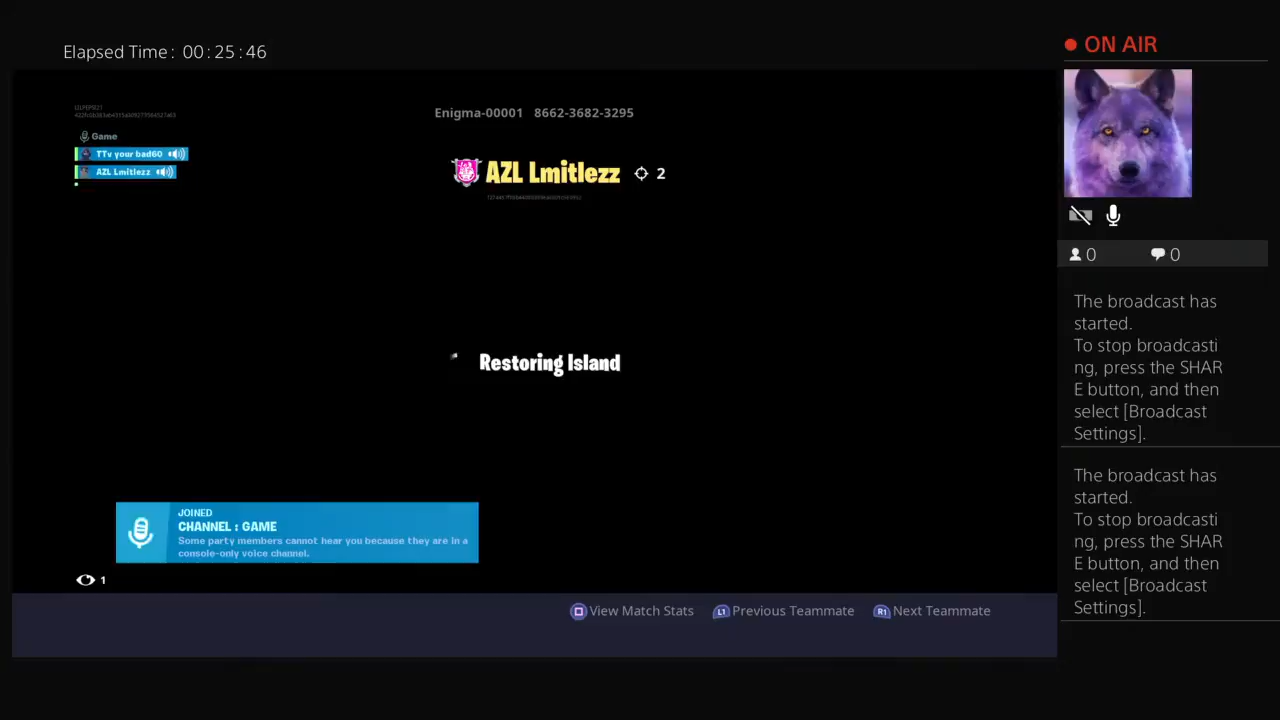 Elapsed Time: 00:25:46
ON AIR
Enigma-00001 8662-3682-3295
Game
TTv your bad60
AZL Lmitlezz
AZL Lmitlezz 2
0 0
The broadcast has
started.
To stop broadcasti
ng, press the SHAR
E button, and then
select [Broadcast
Settings].
Restoring Island
The broadcast has
started.
To stop broadcasti
ng, press the SHAR
E button, and then
select [Broadcast
Settings].
JOINED
CHANNEL : GAME
Some party members cannot hear you because they are in a
console-only voice channel.
1
View Match Stats L1 Previous Teammate R1 Next Teammate